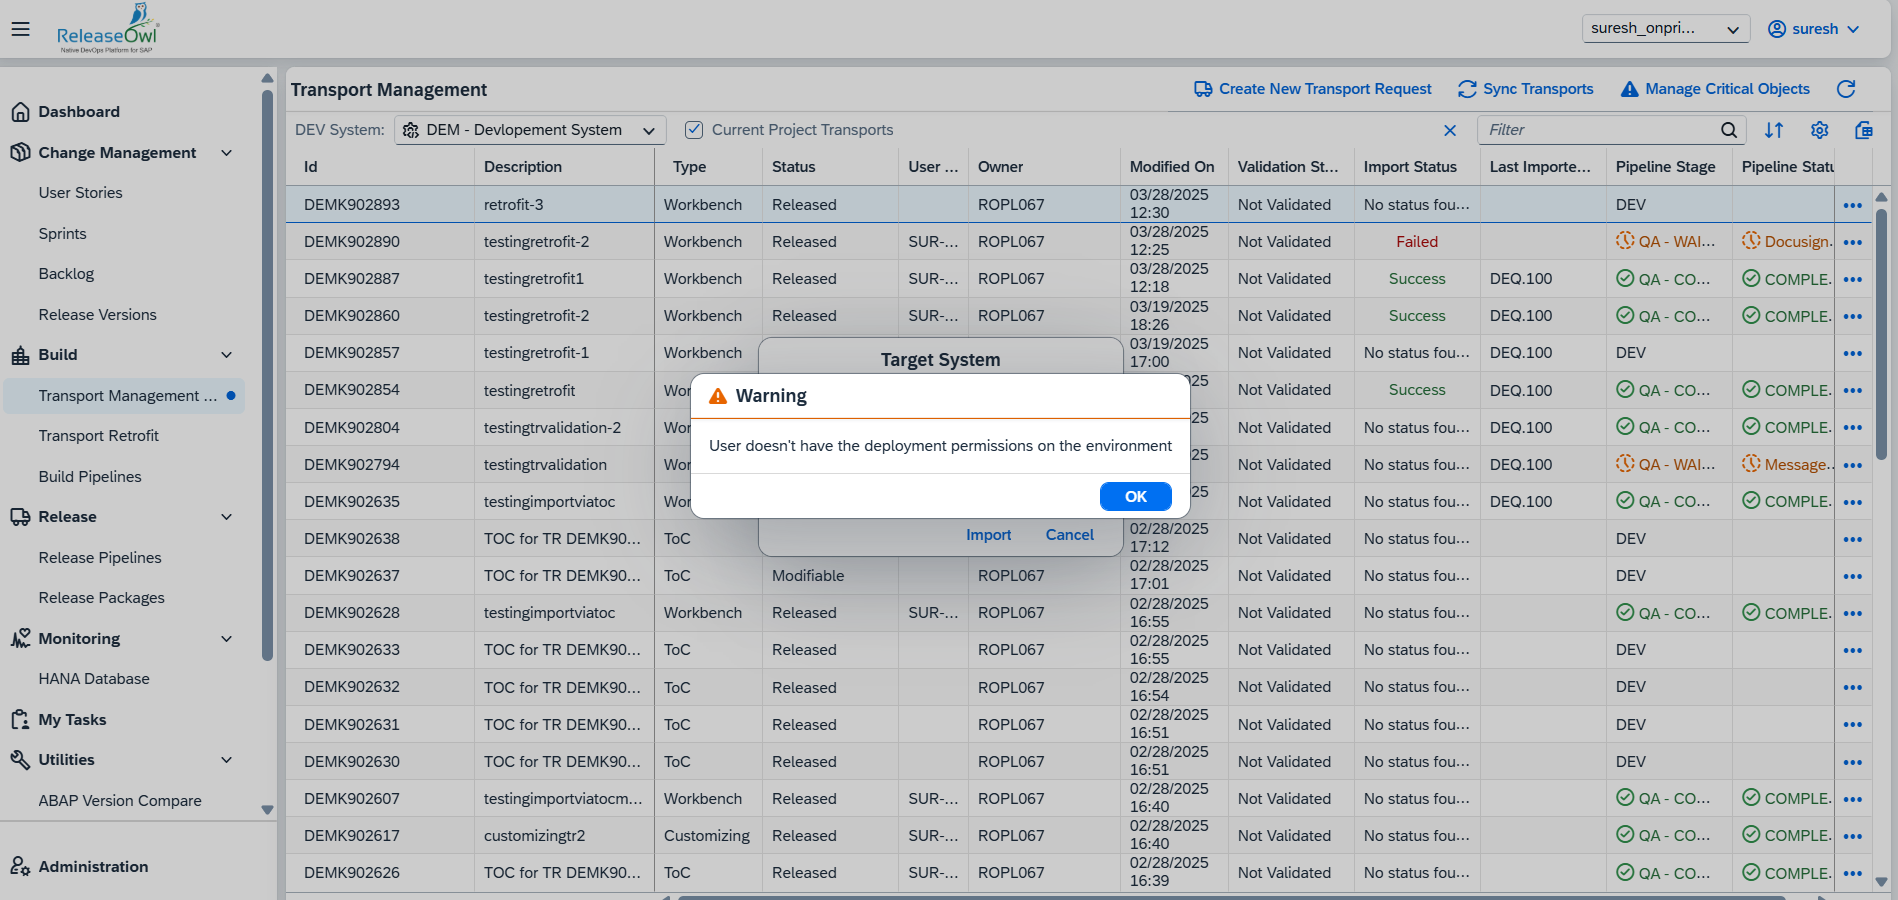 ReleaseOwl
Native DevOps Platform for SAP
suresh_onpri...
suresh
Dashboard
Change Management
User Stories
Sprints
Backlog
Release Versions
Build
Transport Management ...
Transport Retrofit
Build Pipelines
Release
Release Pipelines
Release Packages
Monitoring
HANA Database
My Tasks
Utilities
ABAP Version Compare
Administration
Transport Management
Create New Transport Request
Sync Transports
Manage Critical Objects
DEV System: DEM - Devlopement System
Current Project Transports
Filter
Id Description Type Status User ... Owner Modified On Validation St... Import Status Last Importe... Pipeline Stage Pipeline Statu
DEMK902893 retrofit-3 Workbench Released ROPL067 03/28/2025 12:30 Not Validated No status fou... DEV
DEMK902890 testingretrofit-2 Workbench Released SUR-... ROPL067 03/28/2025 12:25 Not Validated Failed QA - WAI... Docusign.
DEMK902887 testingretrofit1 Workbench Released SUR-... ROPL067 03/28/2025 12:18 Not Validated Success DEQ.100 QA - CO... COMPLE.
DEMK902860 testingretrofit-2 Workbench Released SUR-... ROPL067 03/19/2025 18:26 Not Validated Success DEQ.100 QA - CO... COMPLE.
DEMK902857 testingretrofit-1 Workbench 03/19/2025 17:00 Not Validated No status fou... DEQ.100 DEV
DEMK902854 testingretrofit Wor 25 Not Validated Success DEQ.100 QA - CO... COMPLE.
DEMK902804 testingtrvalidation-2 Wor 25 Not Validated No status fou... DEQ.100 QA - CO... COMPLE.
DEMK902794 testingtrvalidation Wor 25 Not Validated No status fou... DEQ.100 QA - WAI... Message..
DEMK902635 testingimportviatoc Wor 25 Not Validated No status fou... DEQ.100 QA - CO... COMPLE.
DEMK902638 TOC for TR DEMK90... ToC 02/28/2025 17:12 Not Validated No status fou... DEV
DEMK902637 TOC for TR DEMK90... ToC Modifiable ROPL067 02/28/2025 17:01 Not Validated No status fou... DEV
DEMK902628 testingimportviatoc Workbench Released SUR-... ROPL067 02/28/2025 16:55 Not Validated No status fou... QA - CO... COMPLE.
DEMK902633 TOC for TR DEMK90... ToC Released ROPL067 02/28/2025 16:55 Not Validated No status fou... DEV
DEMK902632 TOC for TR DEMK90... ToC Released ROPL067 02/28/2025 16:54 Not Validated No status fou... DEV
DEMK902631 TOC for TR DEMK90... ToC Released ROPL067 02/28/2025 16:51 Not Validated No status fou... DEV
DEMK902630 TOC for TR DEMK90... ToC Released ROPL067 02/28/2025 16:51 Not Validated No status fou... DEV
DEMK902607 testingimportviatocm... Workbench Released SUR-... ROPL067 02/28/2025 16:40 Not Validated No status fou... QA - CO... COMPLE.
DEMK902617 customizingtr2 Customizing Released SUR-... ROPL067 02/28/2025 16:40 Not Validated No status fou... QA - CO... COMPLE.
DEMK902626 TOC for TR DEMK90... ToC Released SUR-... ROPL067 02/28/2025 16:39 Not Validated No status fou... QA - CO... COMPLE.
Target System
Warning
User doesn't have the deployment permissions on the environment
OK
Import
Cancel